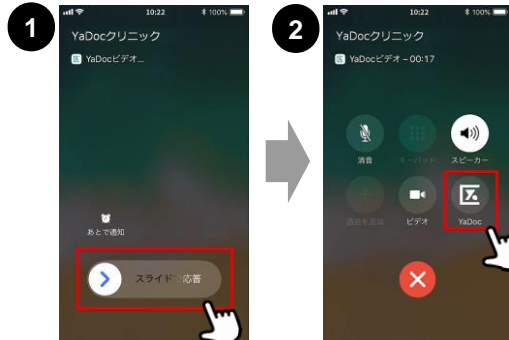 1
10:22
100%
YaDocクリニック
YaDocビデオ...
あとで通知
スライドで応答
2
10:22
100%
YaDocクリニック
YaDocビデオ – 00:17
消音
キーパッド
スピーカー
通話を追加
ビデオ
YaDoc